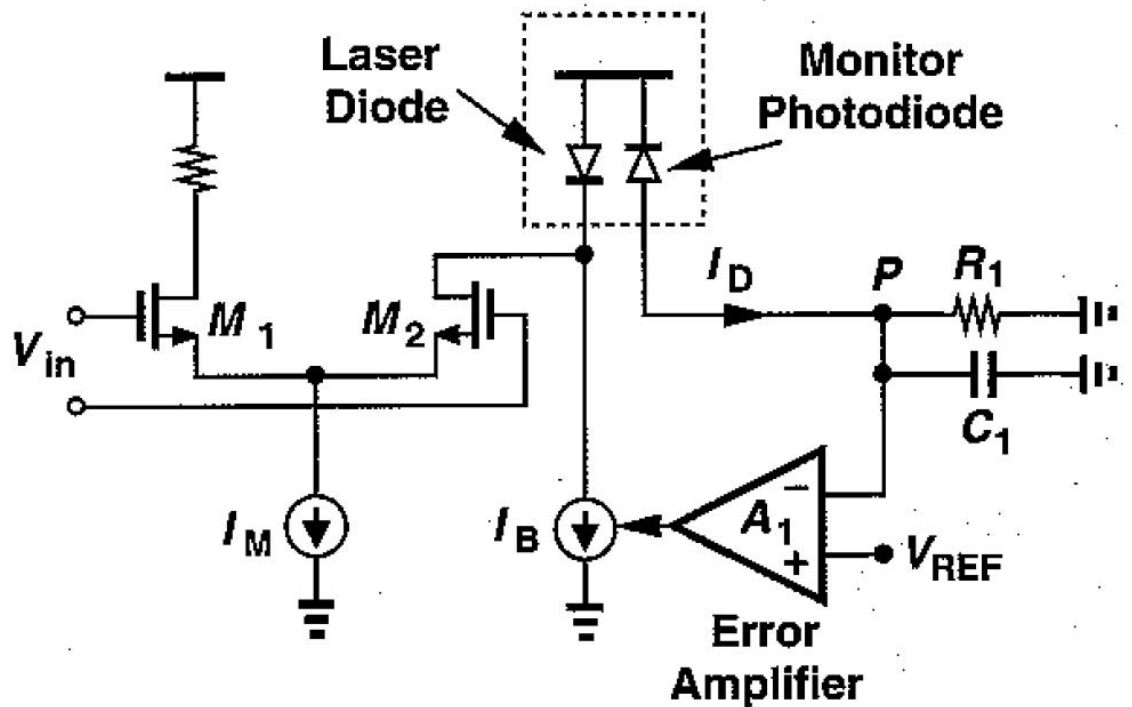 Laser
Diode
Monitor
Photodiode
I_D
P
R_1
M_1
M_2
V_in
C_1
I_M
I_B
A_1
−
+
V_REF
Error
Amplifier